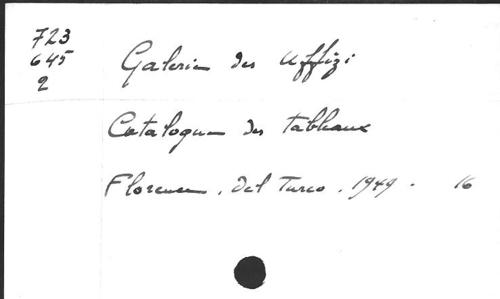 723
645
2
Galerie des Uffizi
Catalogue des tableaux
Florence, Del Turco, 1949. 16